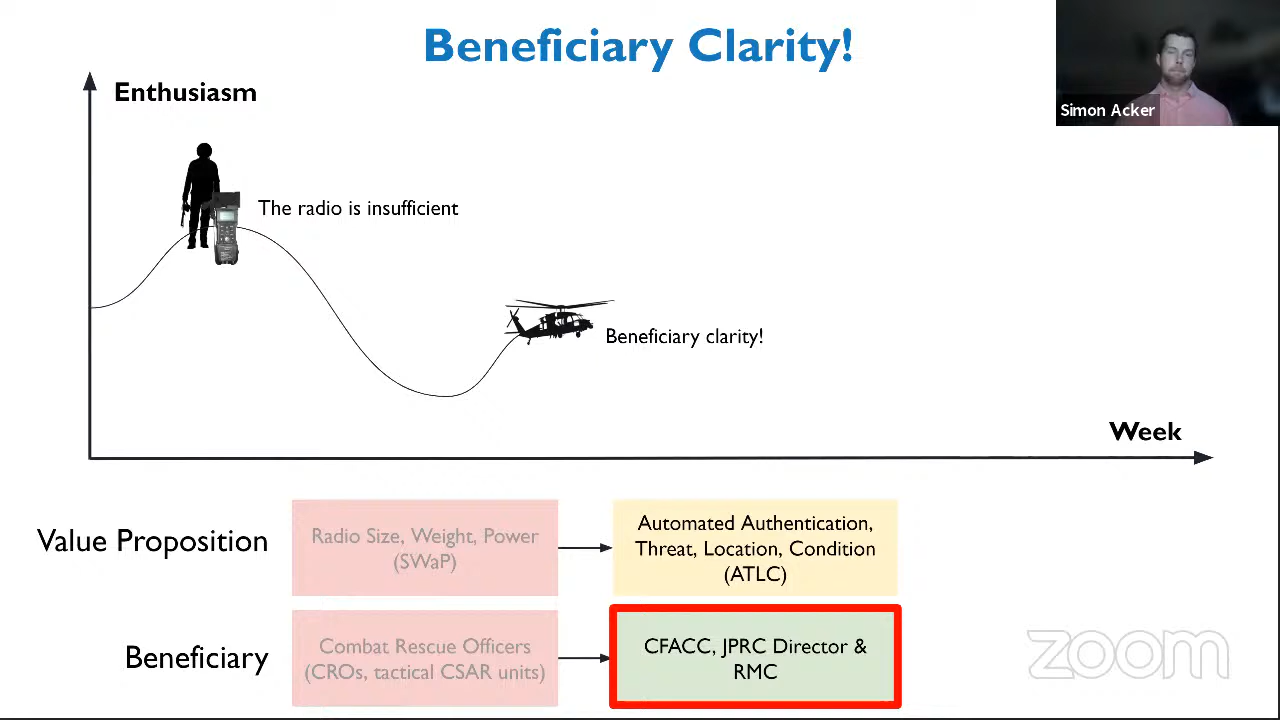 Beneficiary Clarity!
Simon Acker
Enthusiasm
The radio is insufficient
Beneficiary clarity!
Week
Value Proposition
Radio Size, Weight, Power
(SWaP)
Automated Authentication,
Threat, Location, Condition
(ATLC)
Beneficiary
Combat Rescue Officers
(CROs, tactical CSAR units)
CFACC, JPRC Director &
RMC
zoom